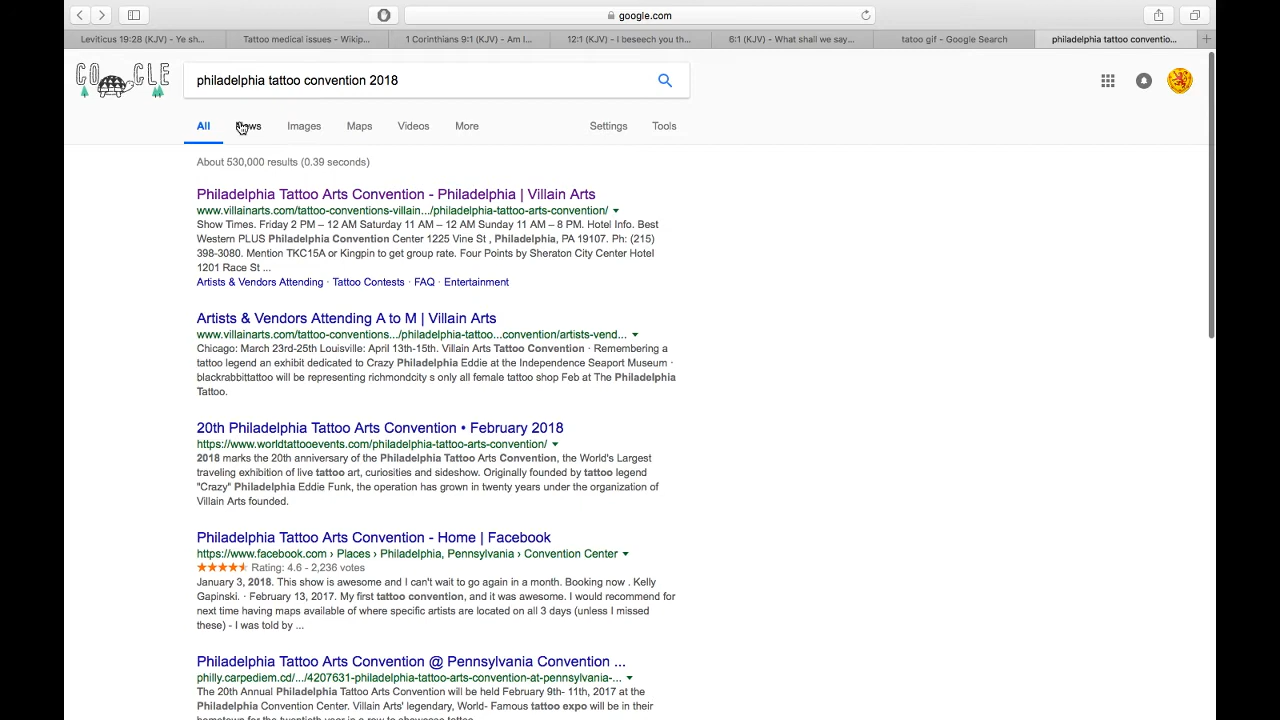 google.com
Leviticus 19:28 (KJV) - Ye sh...
Tattoo medical issues - Wikip...
1 Corinthians 9:1 (KJV) - Am I...
12:1 (KJV) - I beseech you th...
6:1 (KJV) - What shall we say...
tatoo gif - Google Search
philadelphia tattoo conventio...
philadelphia tattoo convention 2018
All
Images
Maps
Videos
More
Settings
Tools
About 530,000 results (0.39 seconds)
Philadelphia Tattoo Arts Convention - Philadelphia | Villain Arts
www.villainarts.com/tattoo-conventions-villain.../philadelphia-tattoo-arts-convention/
Show Times. Friday 2 PM – 12 AM Saturday 11 AM – 12 AM Sunday 11 AM – 8 PM. Hotel Info. Best
Western PLUS Philadelphia Convention Center 1225 Vine St , Philadelphia, PA 19107. Ph: (215)
398-3080. Mention TKC15A or Kingpin to get group rate. Four Points by Sheraton City Center Hotel
1201 Race St ...
Artists & Vendors Attending · Tattoo Contests · FAQ · Entertainment
Artists & Vendors Attending A to M | Villain Arts
www.villainarts.com/tattoo-conventions.../philadelphia-tattoo...convention/artists-vend...
Chicago: March 23rd-25th Louisville: April 13th-15th. Villain Arts Tattoo Convention · Remembering a
tattoo legend an exhibit dedicated to Crazy Philadelphia Eddie at the Independence Seaport Museum ·
blackrabbittattoo will be representing richmondcity s only all female tattoo shop Feb at The Philadelphia
Tattoo.
20th Philadelphia Tattoo Arts Convention • February 2018
https://www.worldtattooevents.com/philadelphia-tattoo-arts-convention/
2018 marks the 20th anniversary of the Philadelphia Tattoo Arts Convention, the World's Largest
traveling exhibition of live tattoo art, curiosities and sideshow. Originally founded by tattoo legend
"Crazy" Philadelphia Eddie Funk, the operation has grown in twenty years under the organization of
Villain Arts founded.
Philadelphia Tattoo Arts Convention - Home | Facebook
https://www.facebook.com › Places › Philadelphia, Pennsylvania › Convention Center
Rating: 4.6 - 2,236 votes
January 3, 2018. This show is awesome and I can't wait to go again in a month. Booking now . Kelly
Gapinski. · February 13, 2017. My first tattoo convention, and it was awesome. I would recommend for
next time having maps available of where specific artists are located on all 3 days (unless I missed
these) - I was told by ...
Philadelphia Tattoo Arts Convention @ Pennsylvania Convention ...
philly.carpediem.cd/.../4207631-philadelphia-tattoo-arts-convention-at-pennsylvania-...
The 20th Annual Philadelphia Tattoo Arts Convention will be held February 9th- 11th, 2017 at the
Philadelphia Convention Center. Villain Arts' legendary, World- Famous tattoo expo will be in their